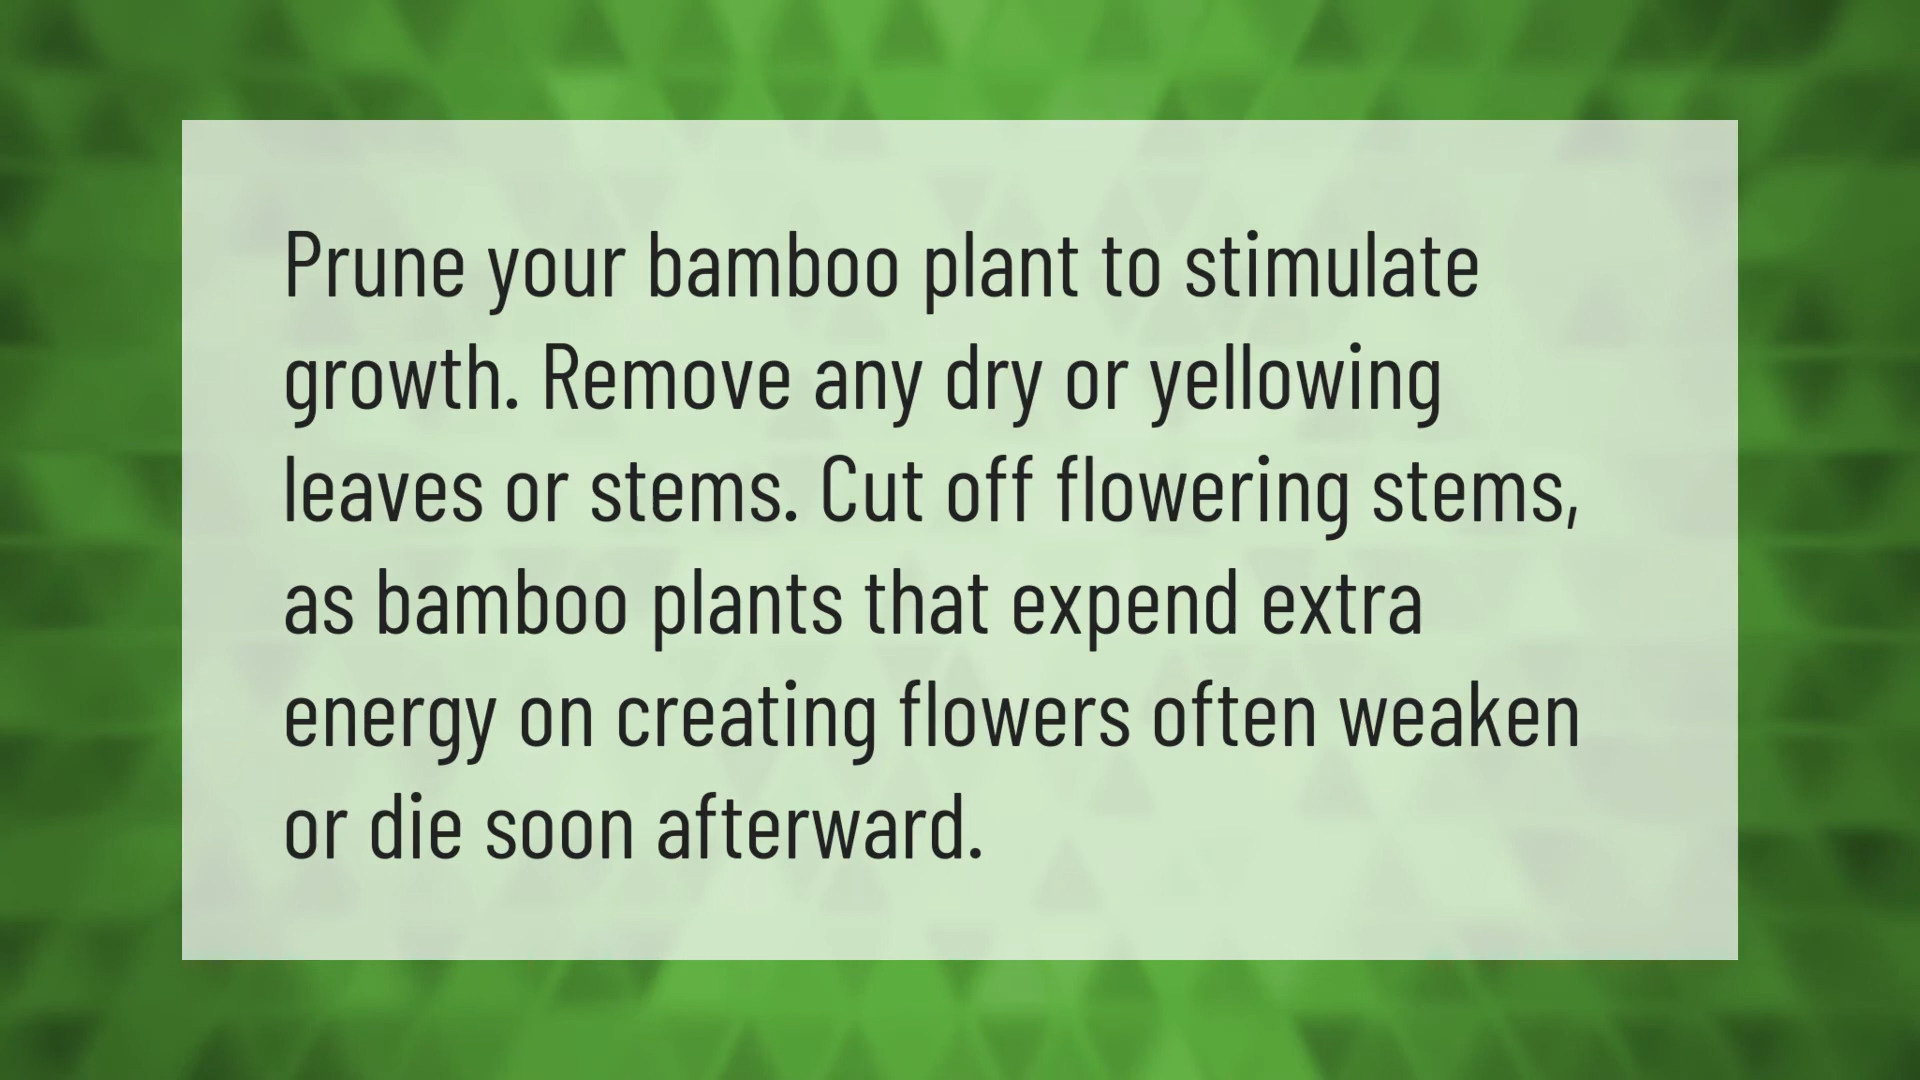 Prune your bamboo plant to stimulate
growth. Remove any dry or yellowing
leaves or stems. Cut off flowering stems,
as bamboo plants that expend extra
energy on creating flowers often weaken
or die soon afterward.